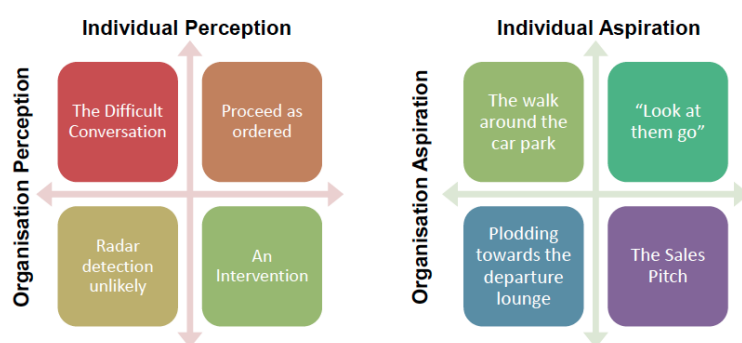 Individual Perception
Organisation Perception
The Difficult
Conversation
Proceed as
ordered
Radar
detection
unlikely
An
Intervention
Individual Aspiration
Organisation Aspiration
The walk
around the
car park
“Look at
them go”
Plodding
towards the
departure
lounge
The Sales
Pitch